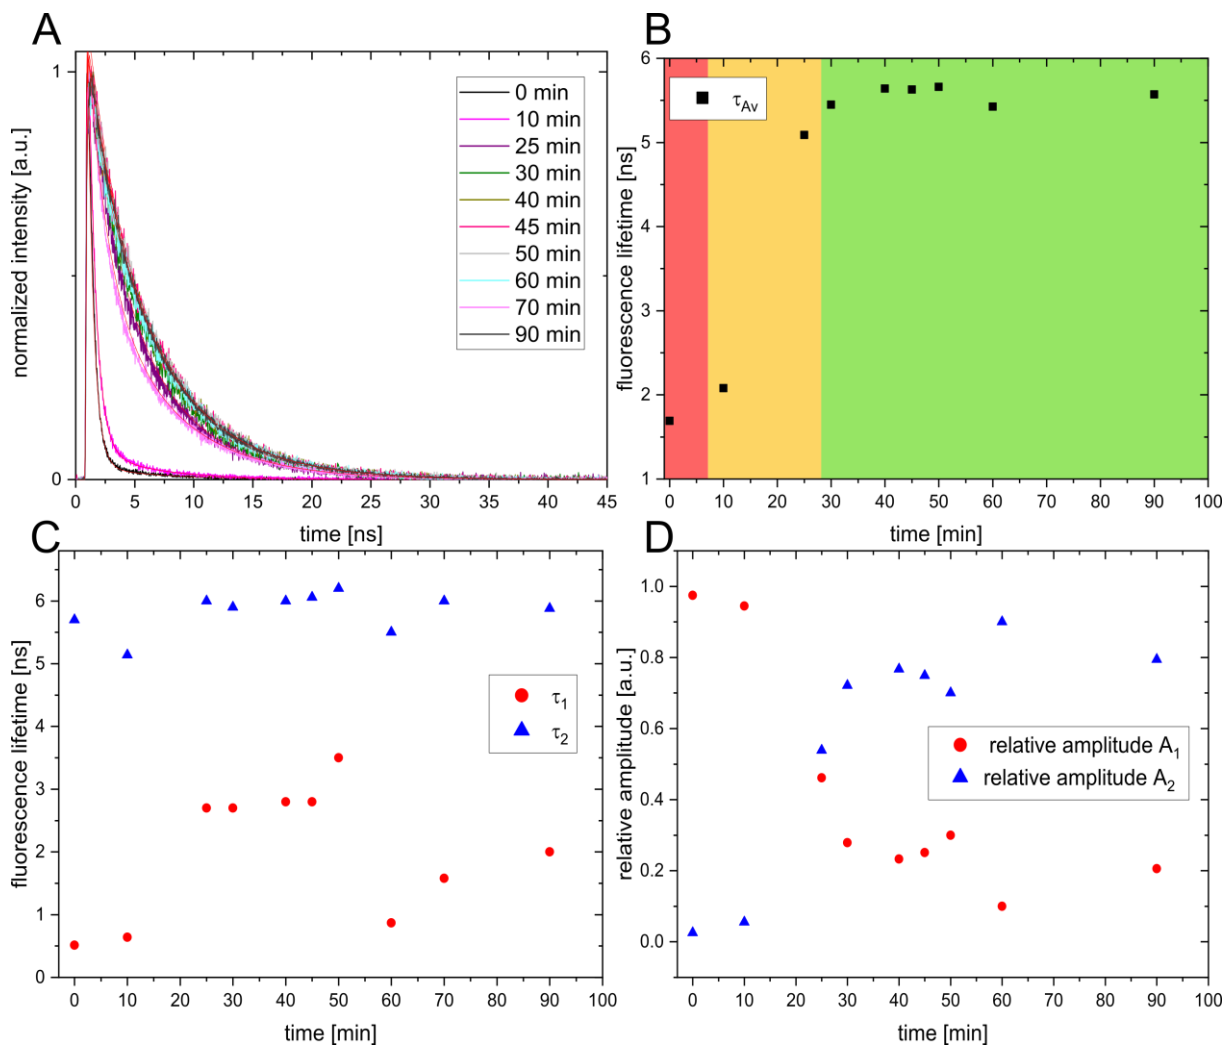 A
normalized intensity [a.u.]
1
0
0 min
10 min
25 min
30 min
40 min
45 min
50 min
60 min
70 min
90 min
0 5 10 15 20 25 30 35 40 45
time [ns]
B
fluorescence lifetime [ns]
6
5
4
3
2
1
τAv
0 10 20 30 40 50 60 70 80 90 100
time [min]
C
fluorescence lifetime [ns]
6
5
4
3
2
1
0
τ1
τ2
0 10 20 30 40 50 60 70 80 90 100
time [min]
D
relative amplitude [a.u.]
1.0
0.8
0.6
0.4
0.2
0.0
relative amplitude A1
relative amplitude A2
0 10 20 30 40 50 60 70 80 90 100
time [min]